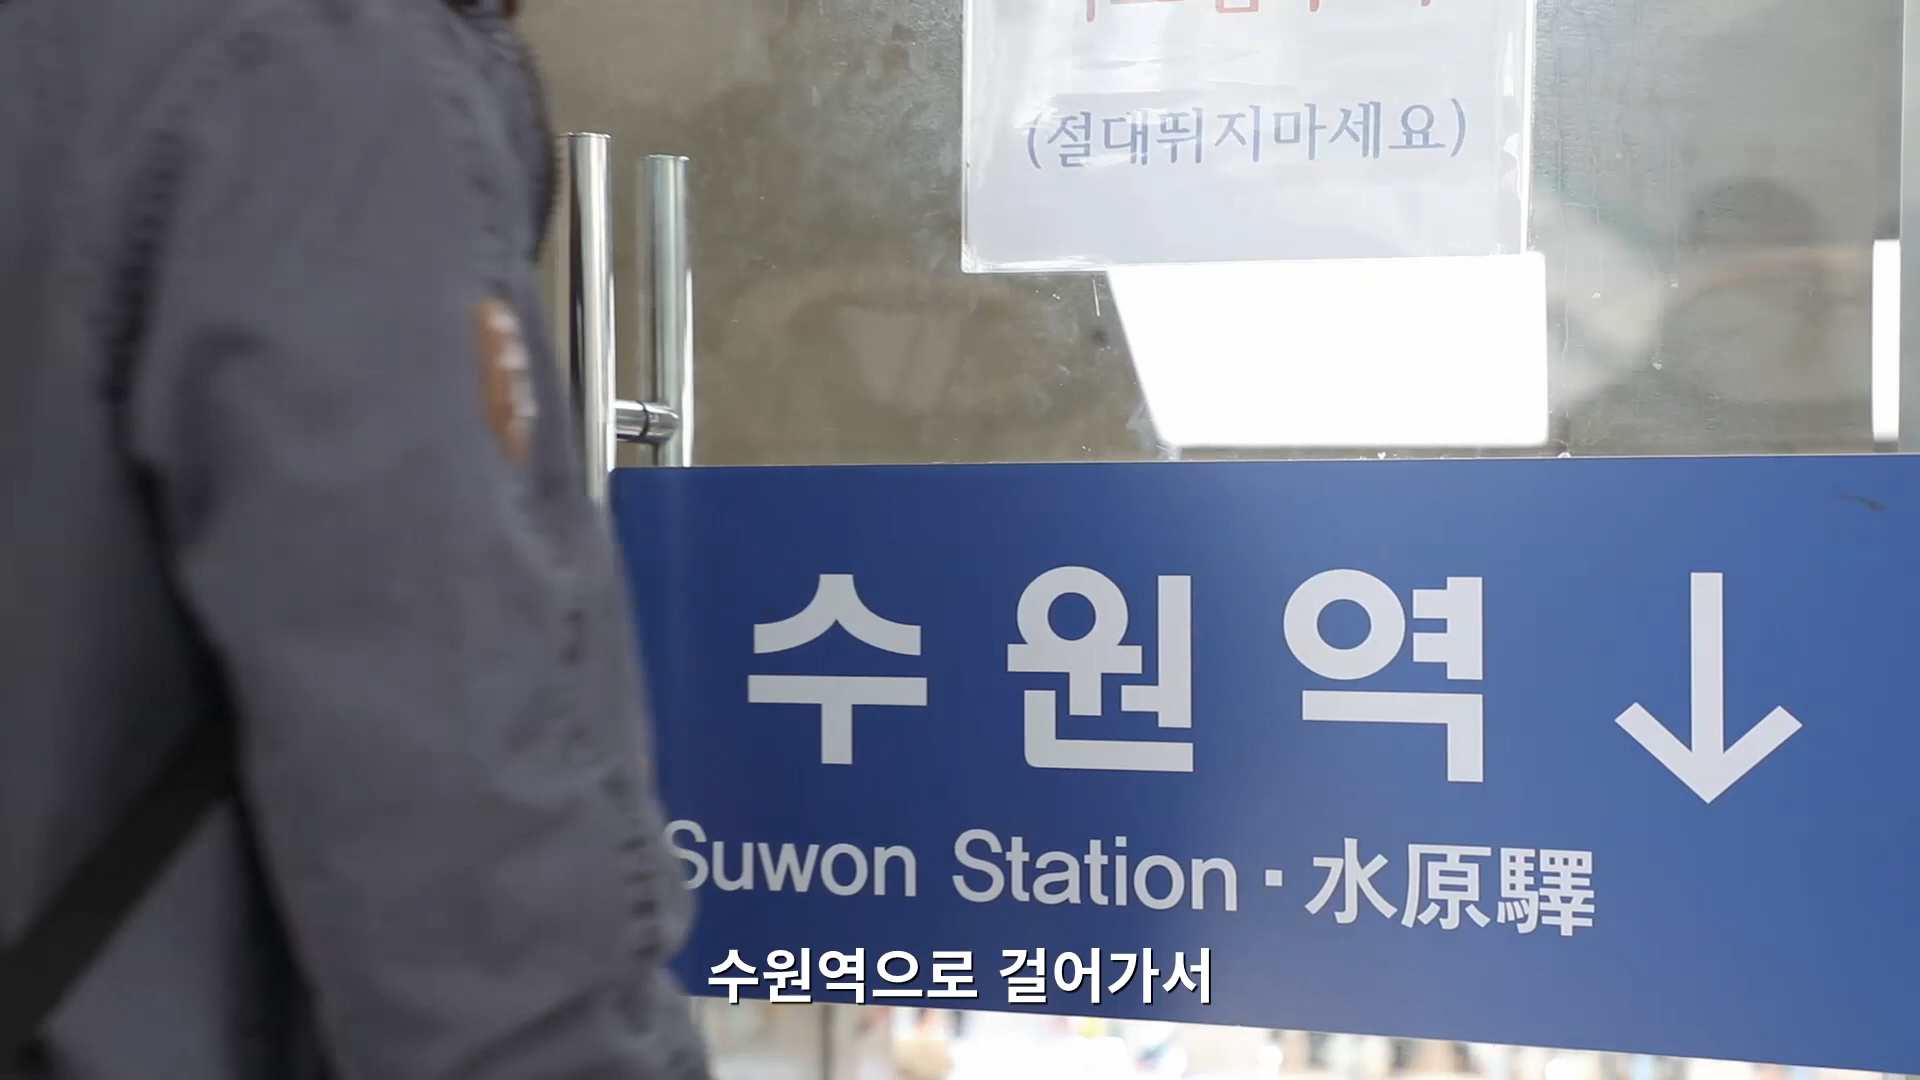 (절대뛰지마세요)
수원역 ↓
Suwon Station · 水原驛
수원역으로 걸어가서